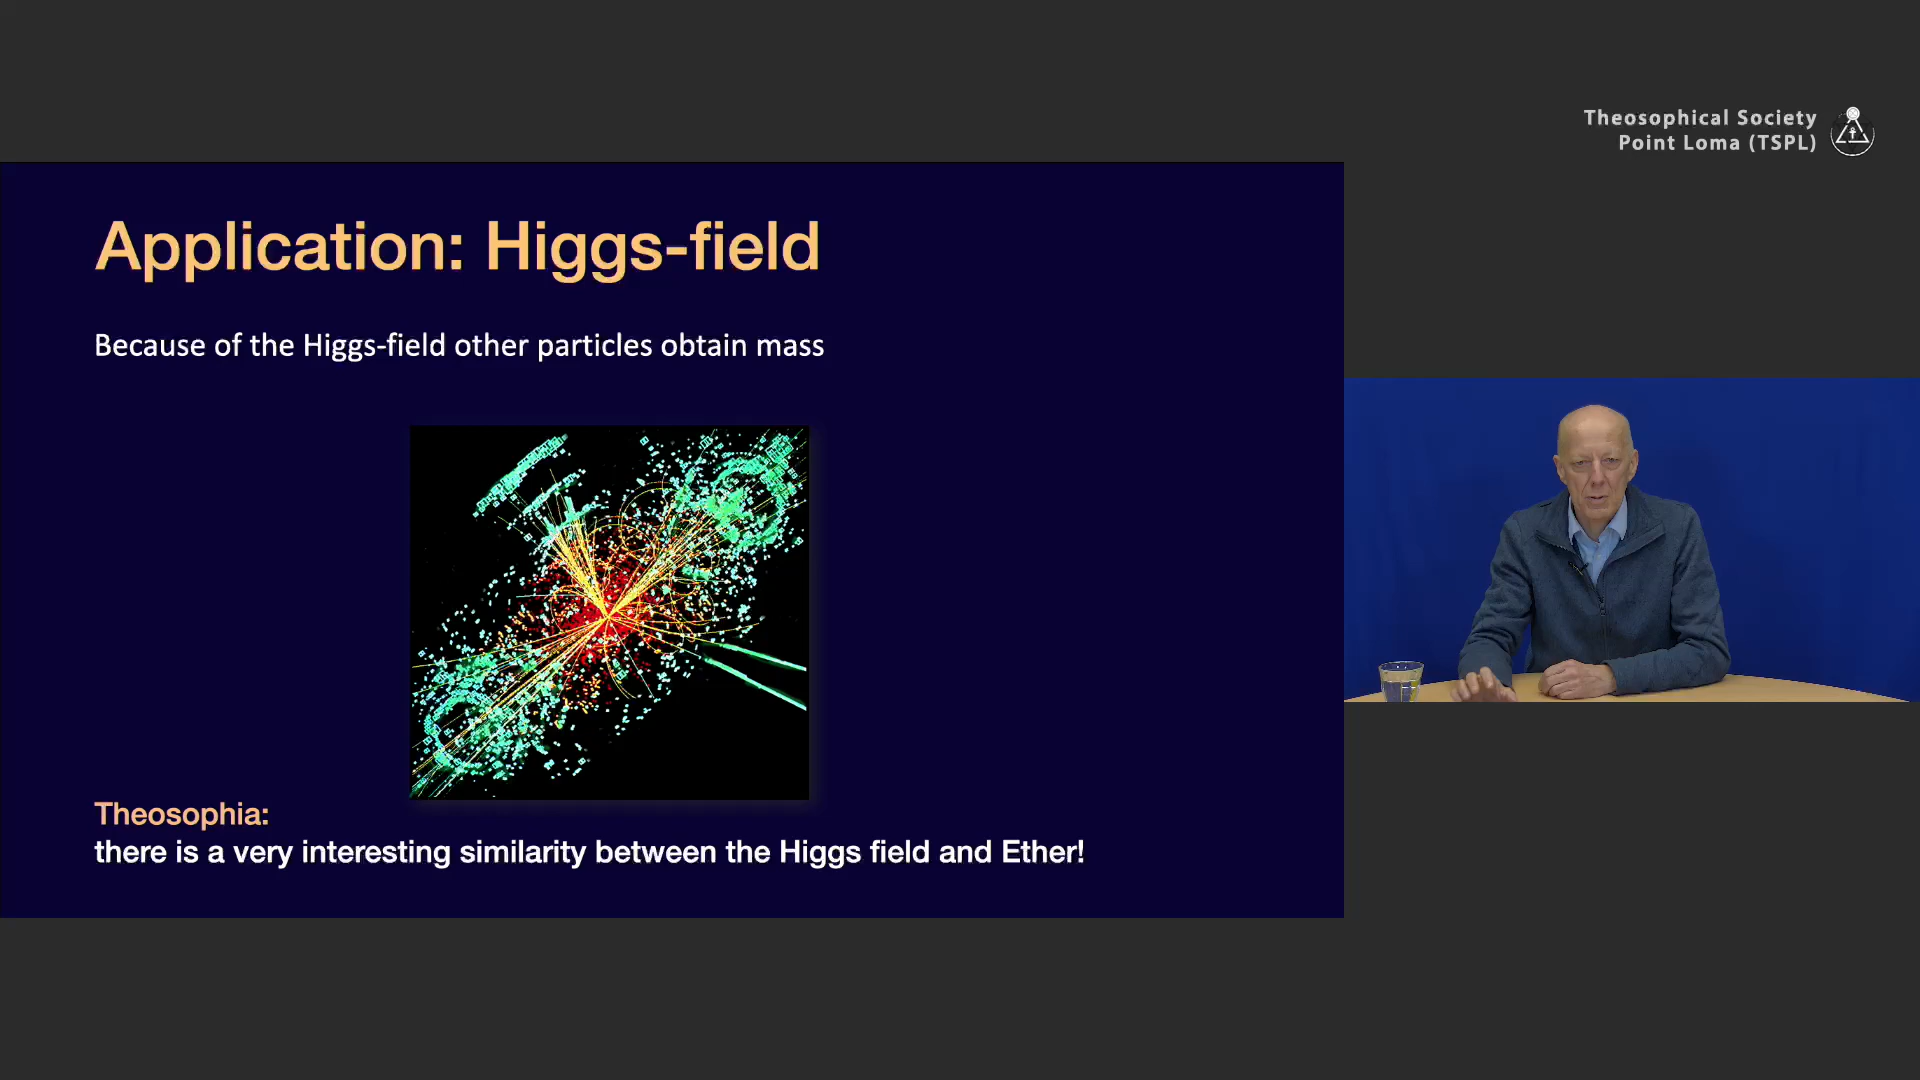 Theosophical Society
Point Loma (TSPL)
Application: Higgs-field
Because of the Higgs-field other particles obtain mass
Theosophia:
there is a very interesting similarity between the Higgs field and Ether!